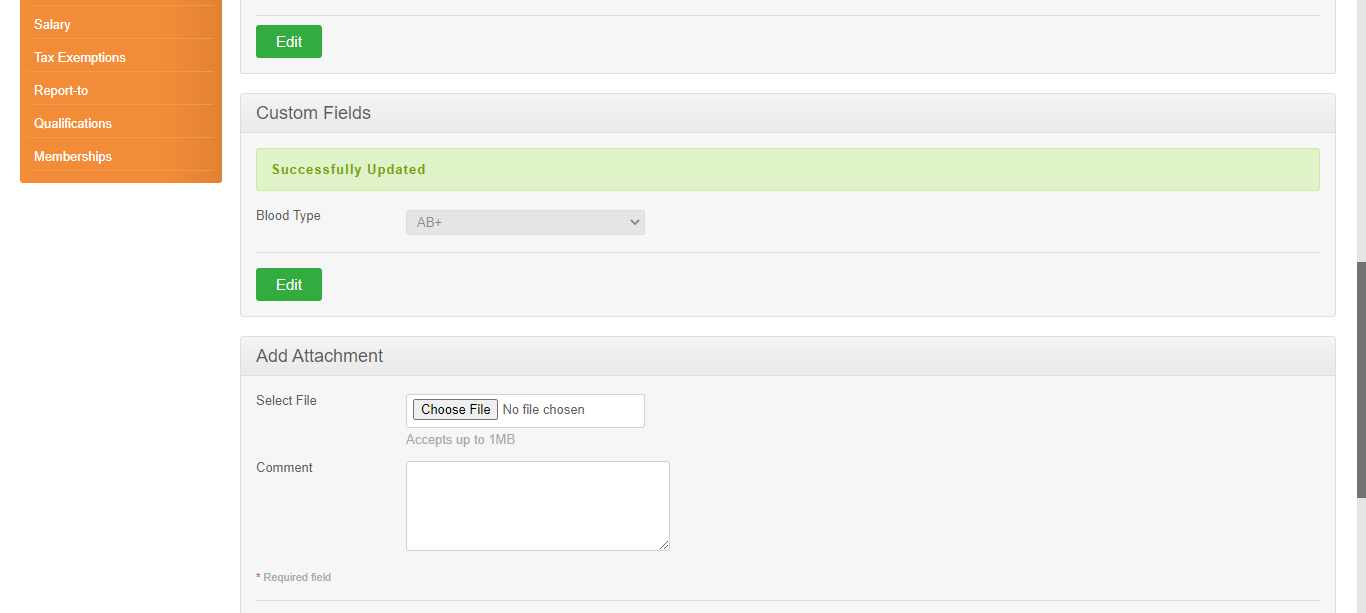 Salary
Tax Exemptions
Report-to
Qualifications
Memberships
Edit
Custom Fields
Successfully Updated
Blood Type
AB+
Edit
Add Attachment
Select File
Choose File No file chosen
Accepts up to 1MB
Comment
* Required field